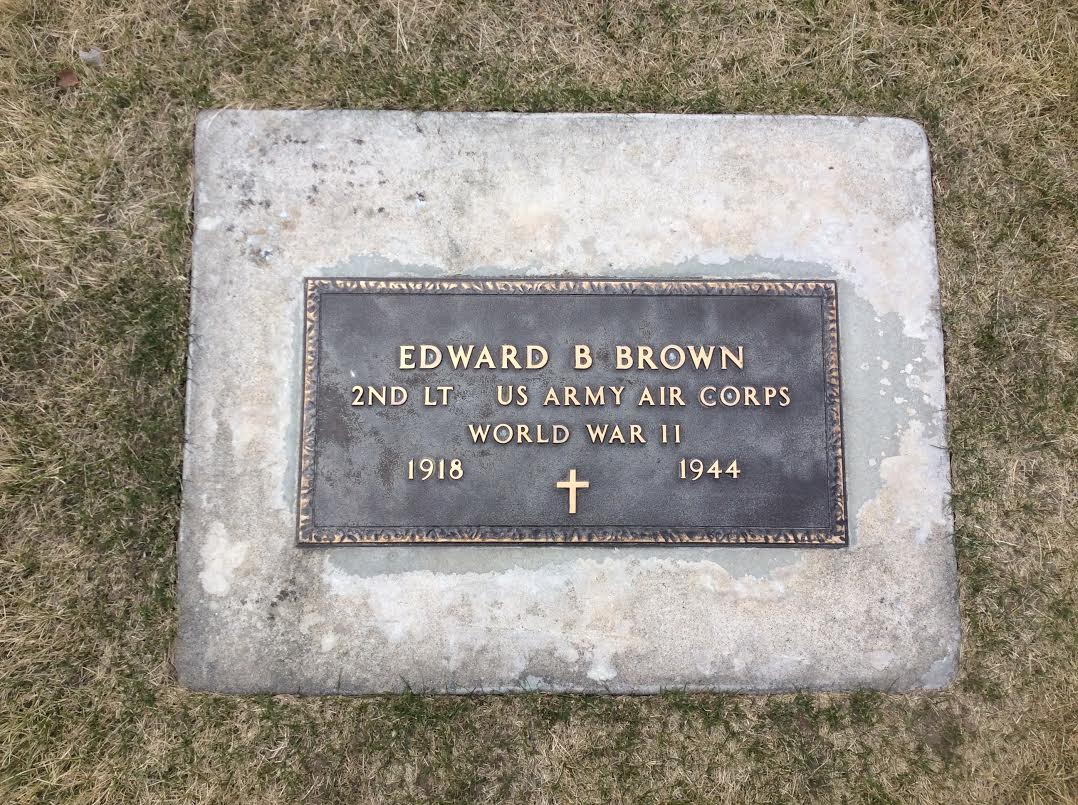 EDWARD B BROWN
2ND LT US ARMY AIR CORPS
WORLD WAR II
1918 1944